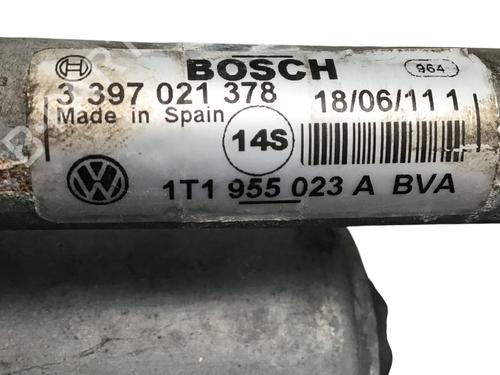 BOSCH
964
3 397 021 378
18/06/11 1
Made in Spain
14S
1T1 955 023 A BVA